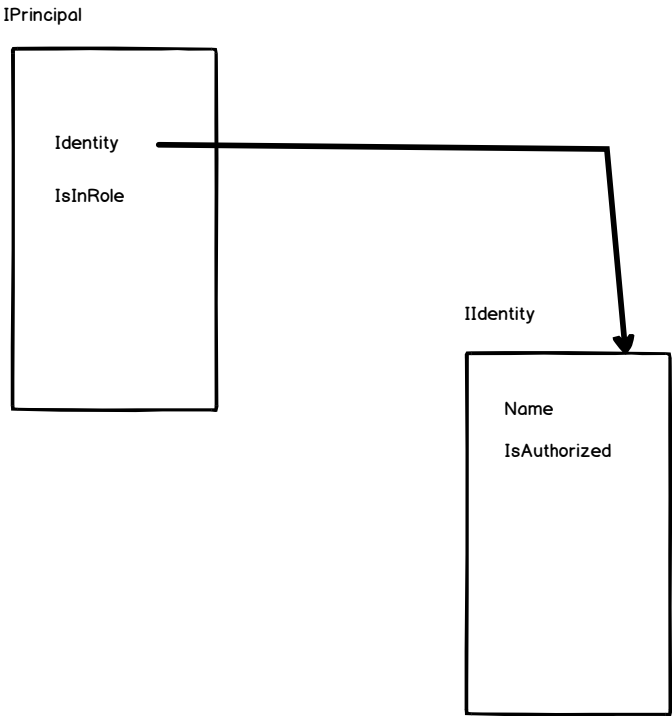 IPrincipal
Identity
IsInRole
IIdentity
Name
IsAuthorized